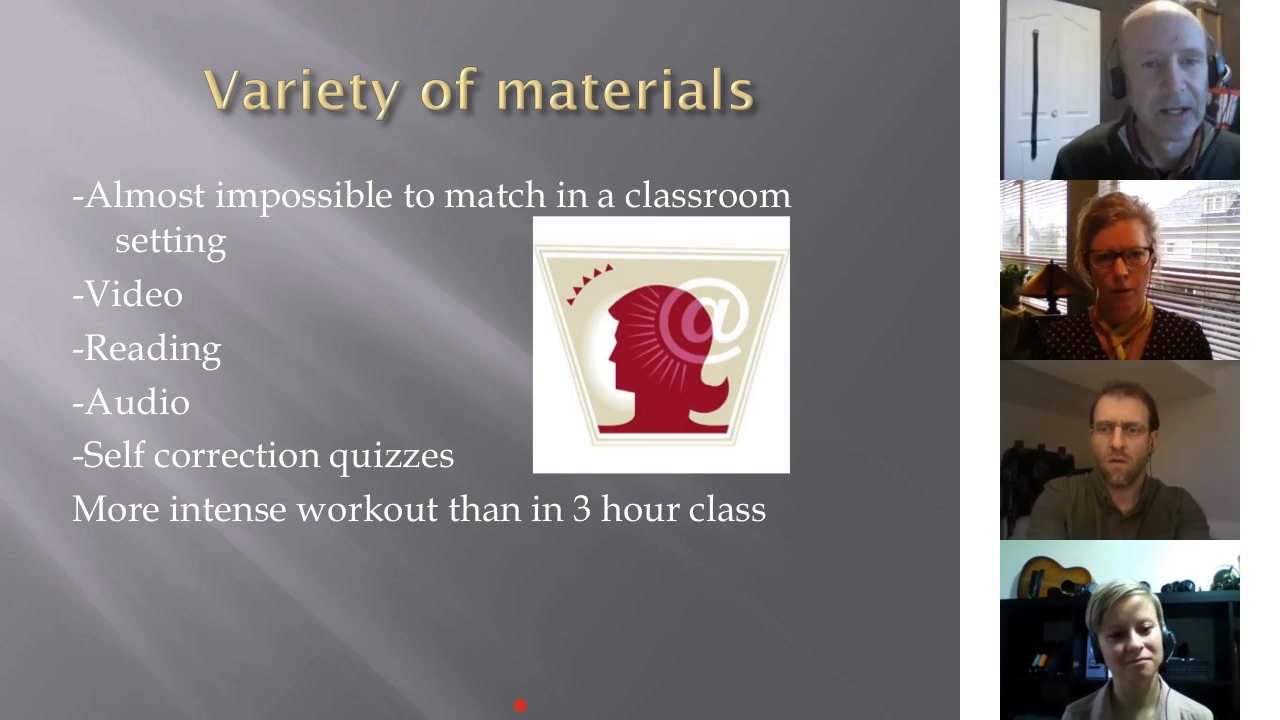 Variety of materials
-Almost impossible to match in a classroom
setting
-Video
-Reading
-Audio
-Self correction quizzes
More intense workout than in 3 hour class
@